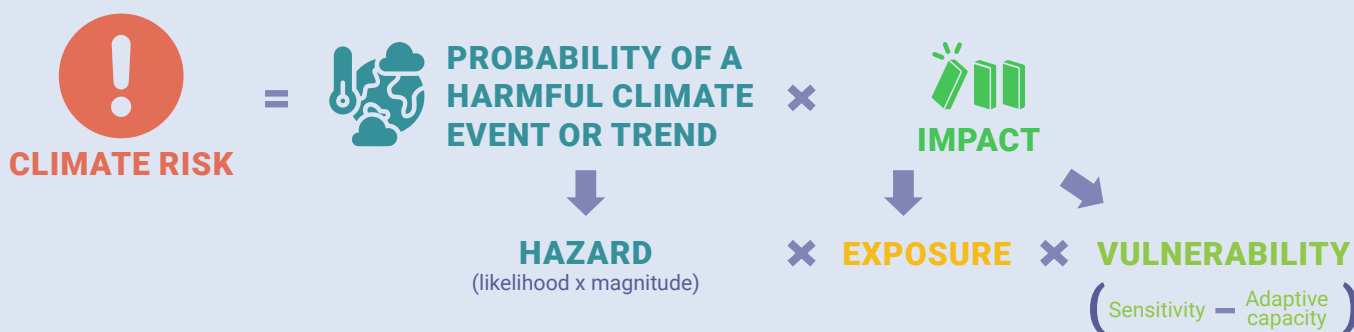 CLIMATE RISK
=
PROBABILITY OF A
HARMFUL CLIMATE
EVENT OR TREND
×
IMPACT
HAZARD
(likelihood x magnitude)
×
EXPOSURE
×
VULNERABILITY
(Sensitivity – Adaptive
capacity)